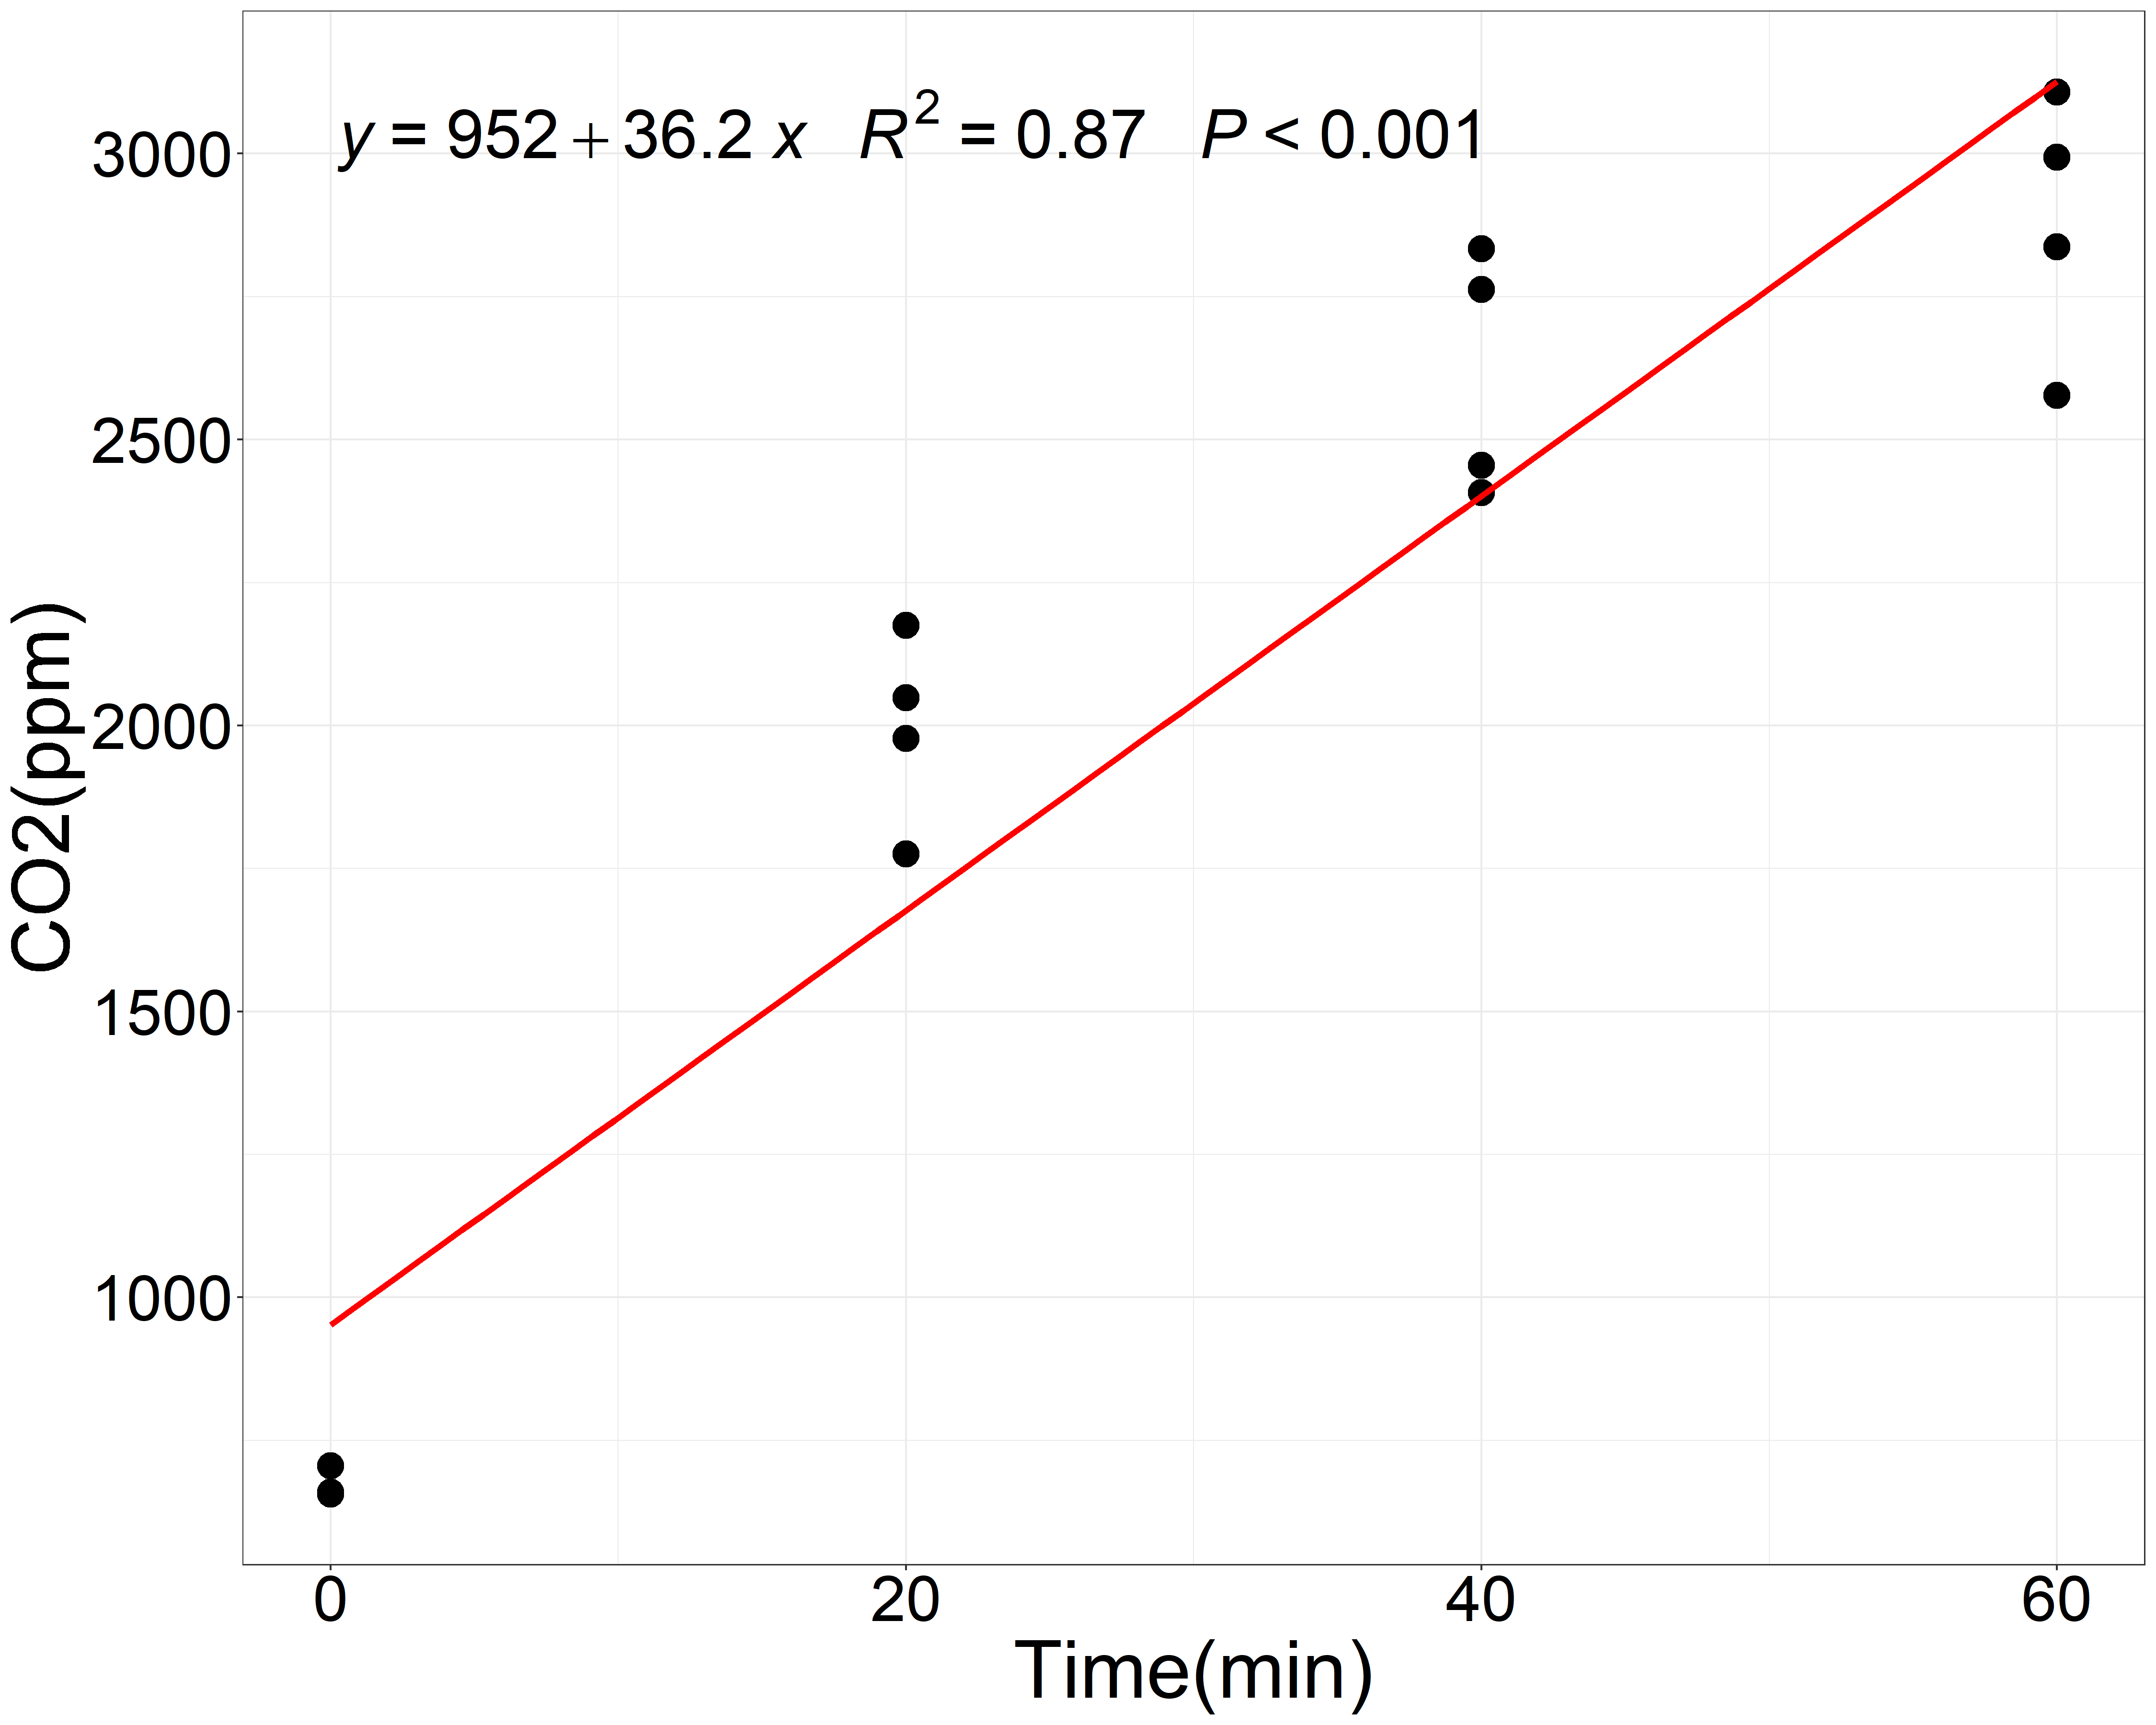 y = 952 + 36.2 x R² = 0.87 P < 0.001
3000
2500
2000
1500
1000
CO2(ppm)
0 20 40 60
Time(min)